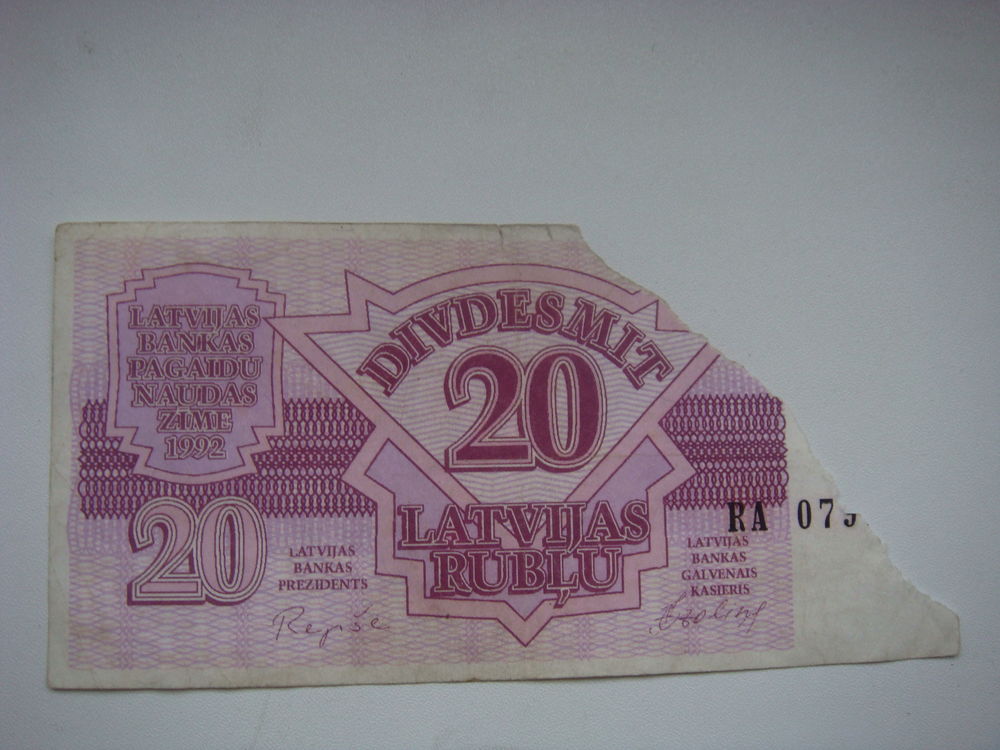 LATVIJAS
BANKAS
PAGAIDU
NAUDAS
ZĪME
1992
DIVDESMIT
20
LATVIJAS
RUBĻU
20
LATVIJAS
BANKAS
PREZIDENTS
Repše
RA 07
LATVIJAS
BANKAS
GALVENAIS
KASIERIS